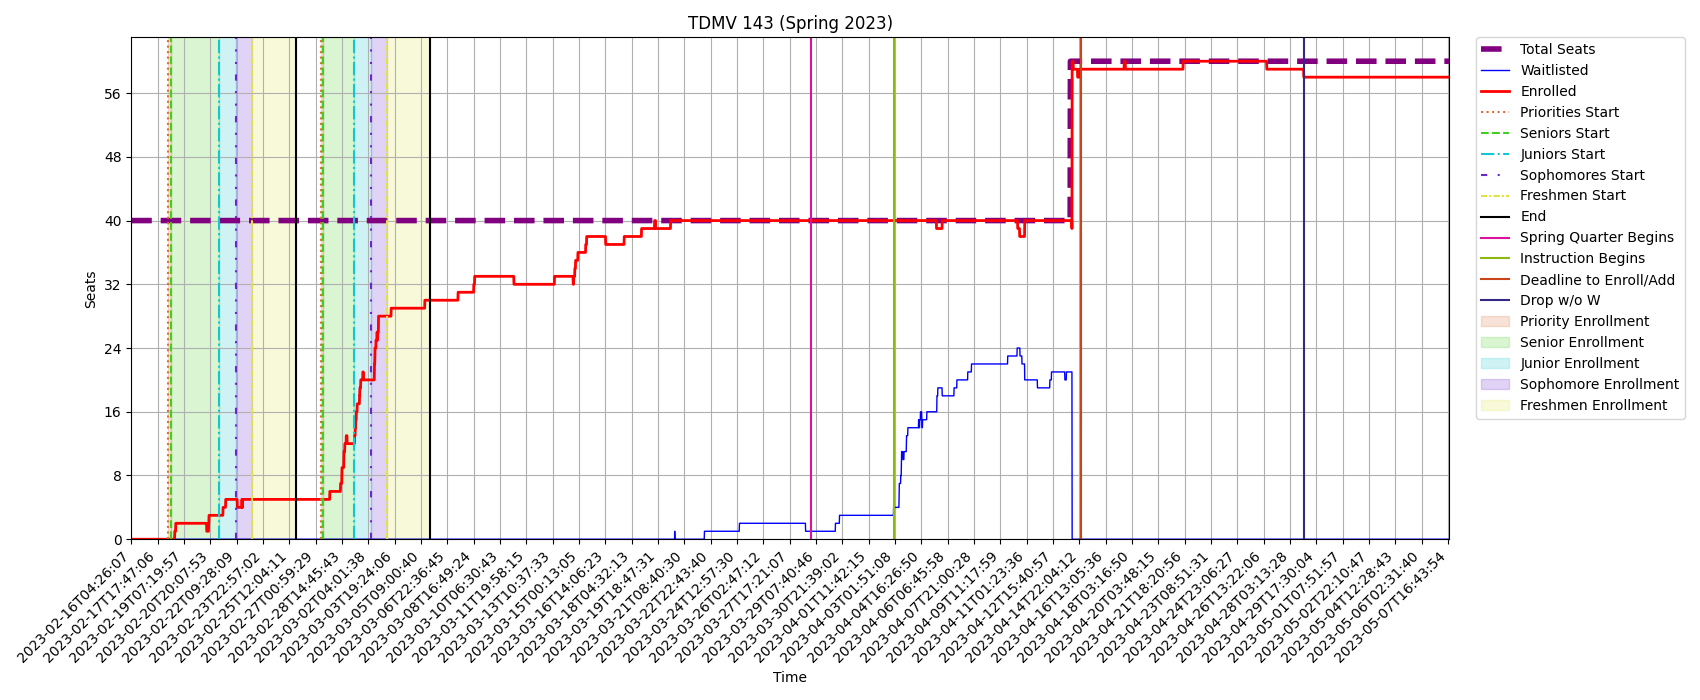 TDMV 143 (Spring 2023)
Seats
56
48
40
32
24
16
8
0
2023-02-16T04:26:07
2023-02-17T17:47:06
2023-02-19T07:19:57
2023-02-20T20:07:53
2023-02-22T09:28:09
2023-02-23T22:57:02
2023-02-25T12:04:11
2023-02-27T00:59:29
2023-02-28T14:45:43
2023-03-02T04:01:38
2023-03-03T19:24:06
2023-03-05T09:00:40
2023-03-06T22:36:45
2023-03-08T16:49:24
2023-03-10T06:30:43
2023-03-11T19:58:15
2023-03-13T10:37:33
2023-03-15T00:13:05
2023-03-16T14:06:23
2023-03-18T04:32:13
2023-03-19T18:47:31
2023-03-21T08:40:30
2023-03-22T22:43:40
2023-03-24T12:57:30
2023-03-26T02:47:12
2023-03-27T17:21:07
2023-03-29T07:40:46
2023-03-30T21:39:02
2023-04-01T11:42:15
2023-04-03T01:51:08
2023-04-04T16:26:50
2023-04-06T06:45:58
2023-04-07T21:00:28
2023-04-09T11:17:59
2023-04-11T01:23:36
2023-04-12T15:40:57
2023-04-14T22:04:12
2023-04-16T13:05:36
2023-04-18T03:16:50
2023-04-20T03:48:15
2023-04-21T18:20:56
2023-04-23T08:51:31
2023-04-24T23:06:27
2023-04-26T13:22:06
2023-04-28T03:13:28
2023-04-29T17:30:04
2023-05-01T07:51:57
2023-05-02T22:10:47
2023-05-04T12:28:43
2023-05-06T02:31:40
2023-05-07T16:43:54
Time
Total Seats
Waitlisted
Enrolled
Priorities Start
Seniors Start
Juniors Start
Sophomores Start
Freshmen Start
End
Spring Quarter Begins
Instruction Begins
Deadline to Enroll/Add
Drop w/o W
Priority Enrollment
Senior Enrollment
Junior Enrollment
Sophomore Enrollment
Freshmen Enrollment